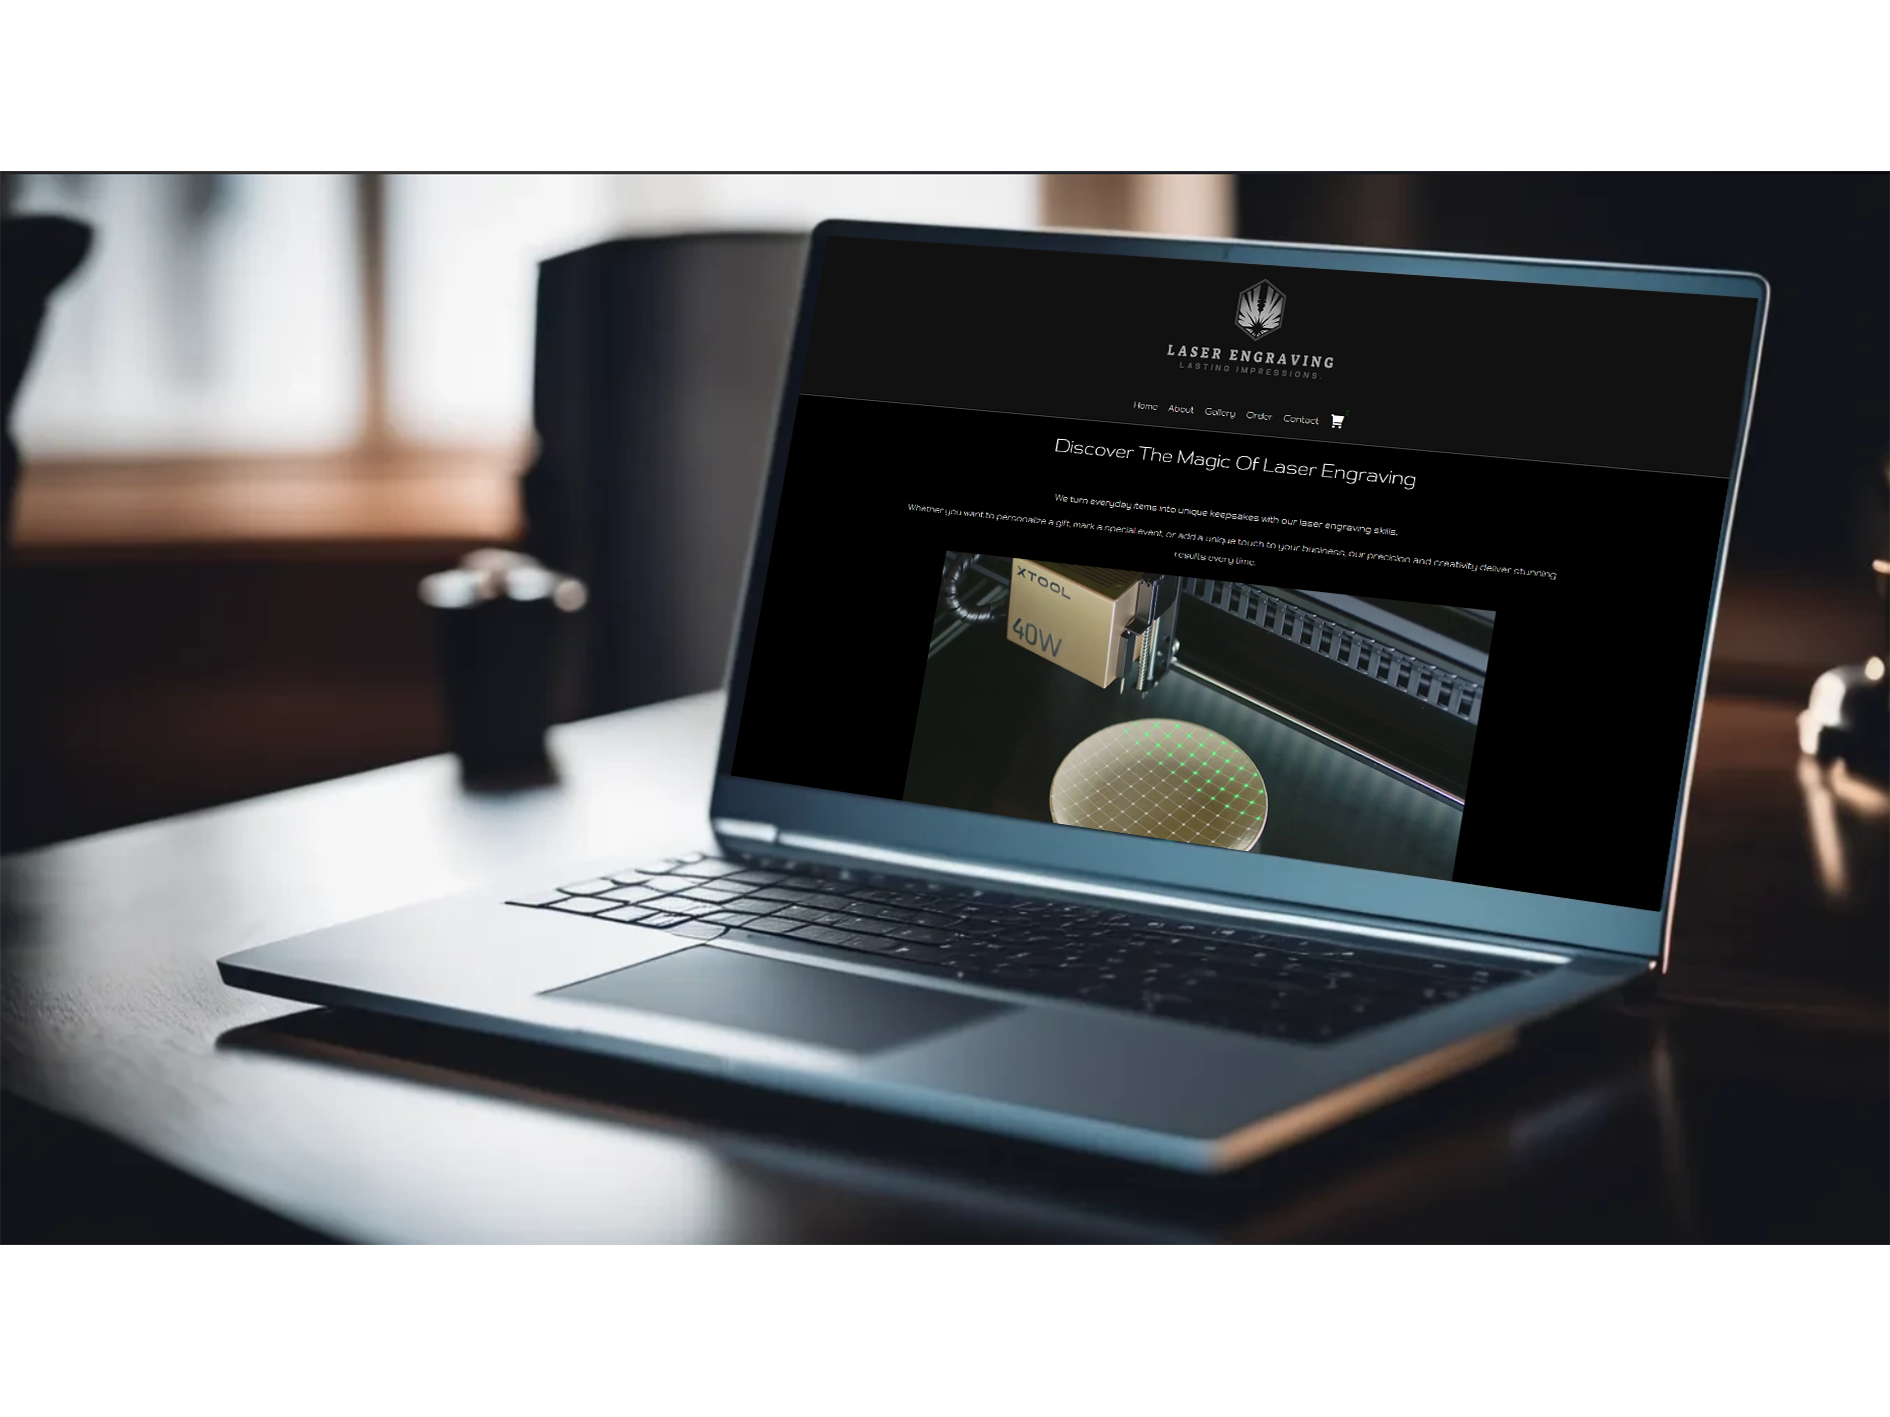 LASER ENGRAVING
LASTING IMPRESSIONS.
Home About Gallery Order Contact
Discover The Magic Of Laser Engraving
We turn everyday items into unique keepsakes with our laser engraving skills.
Whether you want to personalize a gift, mark a special event, or add a unique touch to your business, our precision and creativity deliver stunning
results every time.
XTOOL
40W